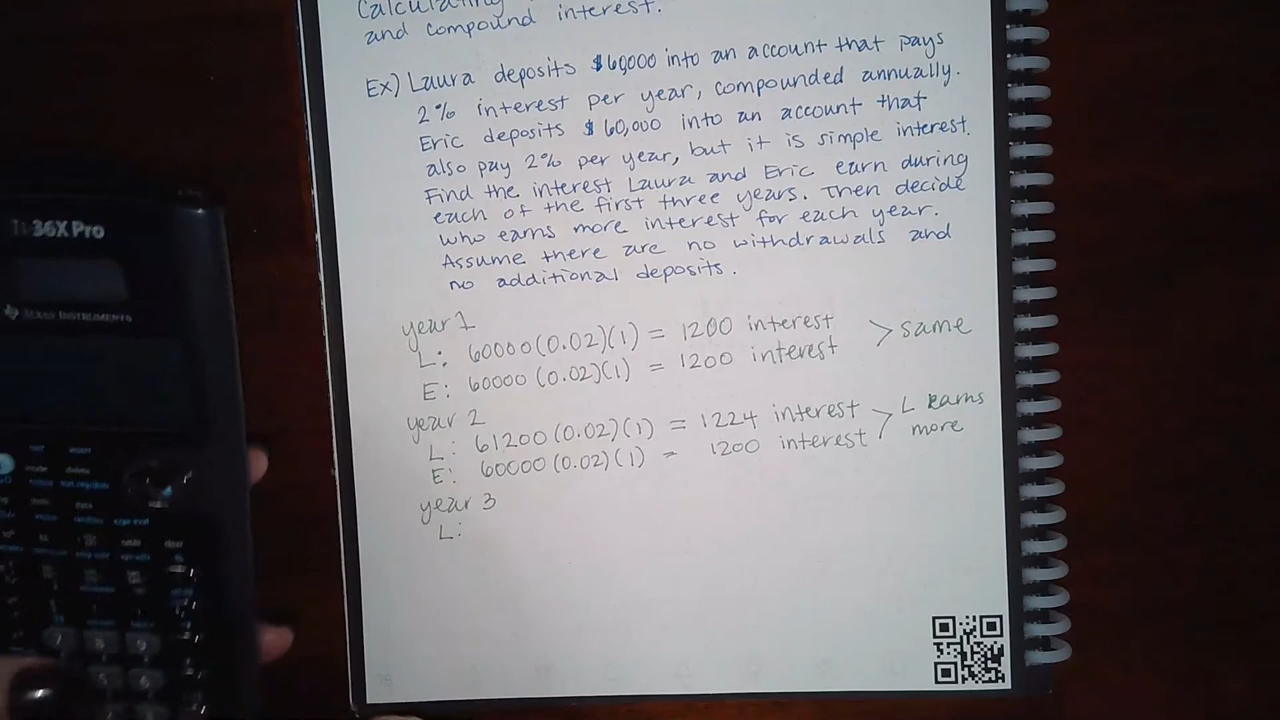 Calculating
and compound interest.
Ex) Laura deposits $60000 into an account that pays
2% interest per year, compounded annually.
Eric deposits $60,000 into an account that
also pay 2% per year, but it is simple interest.
Find the interest Laura and Eric earn during
each of the first three years. Then decide
who earns more interest for each year.
Assume there are no withdrawals and
no additional deposits.
year 1
L: 60000(0.02)(1) = 1200 interest > same
E: 60000(0.02)(1) = 1200 interest
year 2
L: 61200(0.02)(1) = 1224 interest > L earns
E: 60000(0.02)(1) = 1200 interest more
year 3
L:
36X Pro
TEXAS INSTRUMENTS